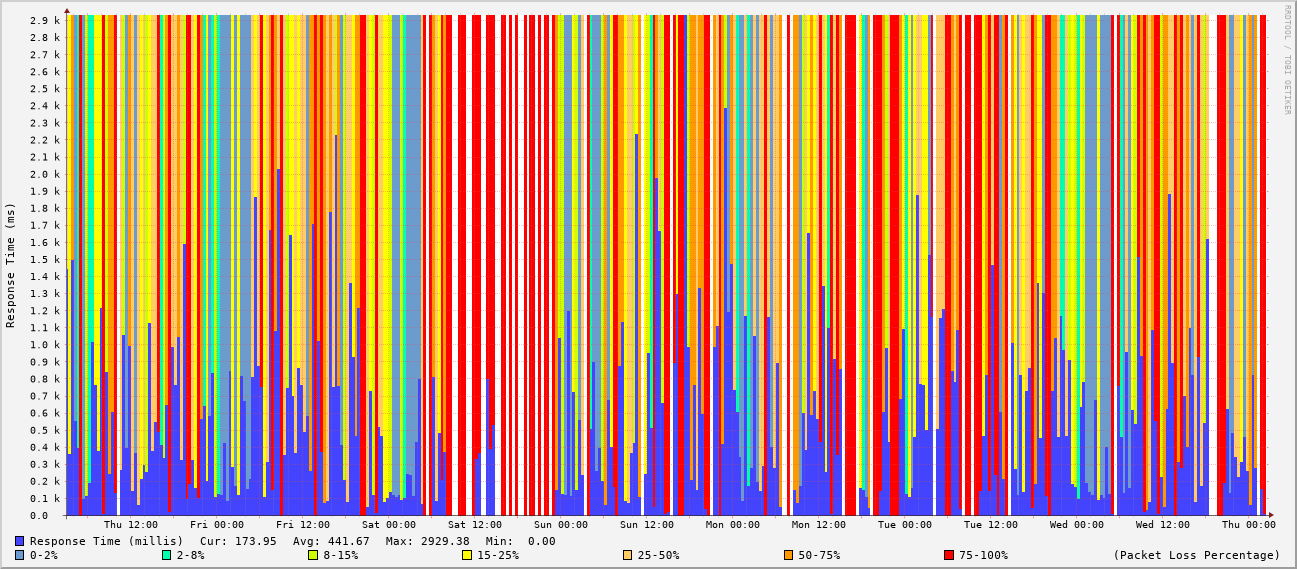 RRDTOOL / TOBI OETIKER
Response Time (ms)
2.9 k
2.8 k
2.7 k
2.6 k
2.5 k
2.4 k
2.3 k
2.2 k
2.1 k
2.0 k
1.9 k
1.8 k
1.7 k
1.6 k
1.5 k
1.4 k
1.3 k
1.2 k
1.1 k
1.0 k
0.9 k
0.8 k
0.7 k
0.6 k
0.5 k
0.4 k
0.3 k
0.2 k
0.1 k
0.0
Thu 12:00 Fri 00:00 Fri 12:00 Sat 00:00 Sat 12:00 Sun 00:00 Sun 12:00 Mon 00:00 Mon 12:00 Tue 00:00 Tue 12:00 Wed 00:00 Wed 12:00 Thu 00:00
Response Time (millis) Cur: 173.95 Avg: 441.67 Max: 2929.38 Min: 0.00
0-2% 2-8% 8-15% 15-25% 25-50% 50-75% 75-100% (Packet Loss Percentage)